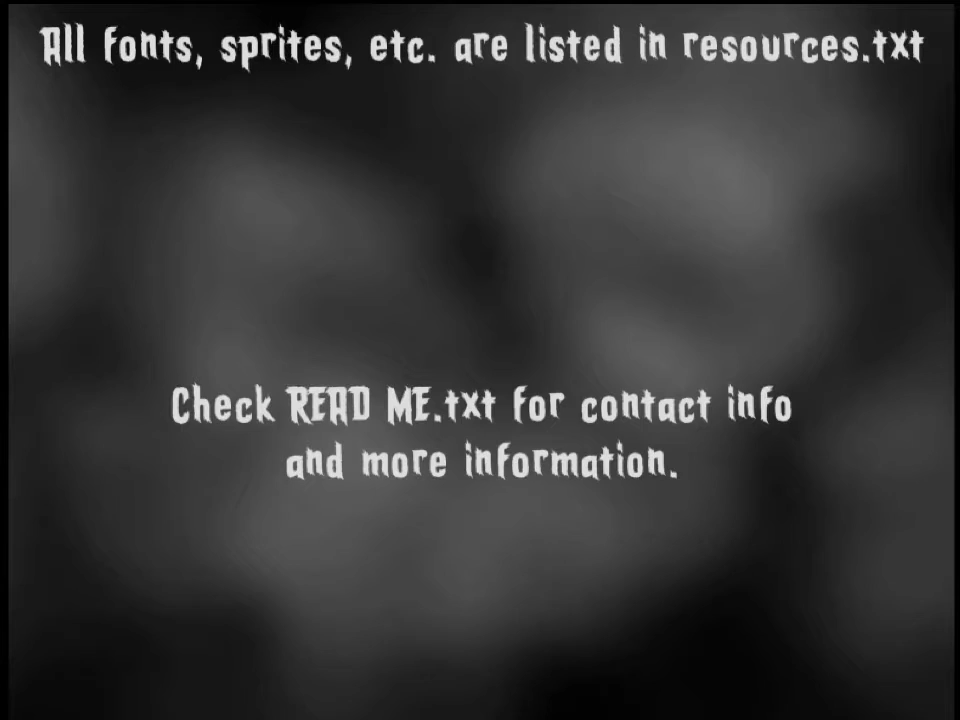 All fonts, sprites, etc. are listed in resources.txt
Check READ ME.txt for contact info
and more information.